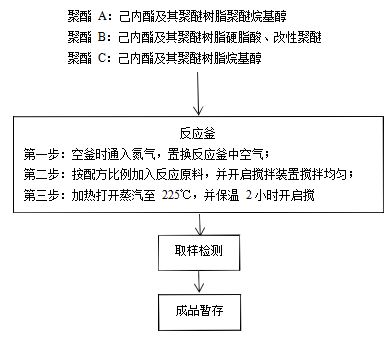 聚酯 A：己内酯及其聚醚树脂聚醚烷基醇
聚酯 B：己内酯及其聚醚树脂硬脂酸、改性聚醚
聚酯 C：己内酯及其聚醚树脂烷基醇
反应釜
第一步：空釜时通入氮气，置换反应釜中空气；
第二步：按配方比例加入反应原料，并开启搅拌装置搅拌均匀；
第三步：加热打开蒸汽至 225℃，并保温 2 小时开启搅
取样检测
成品暂存